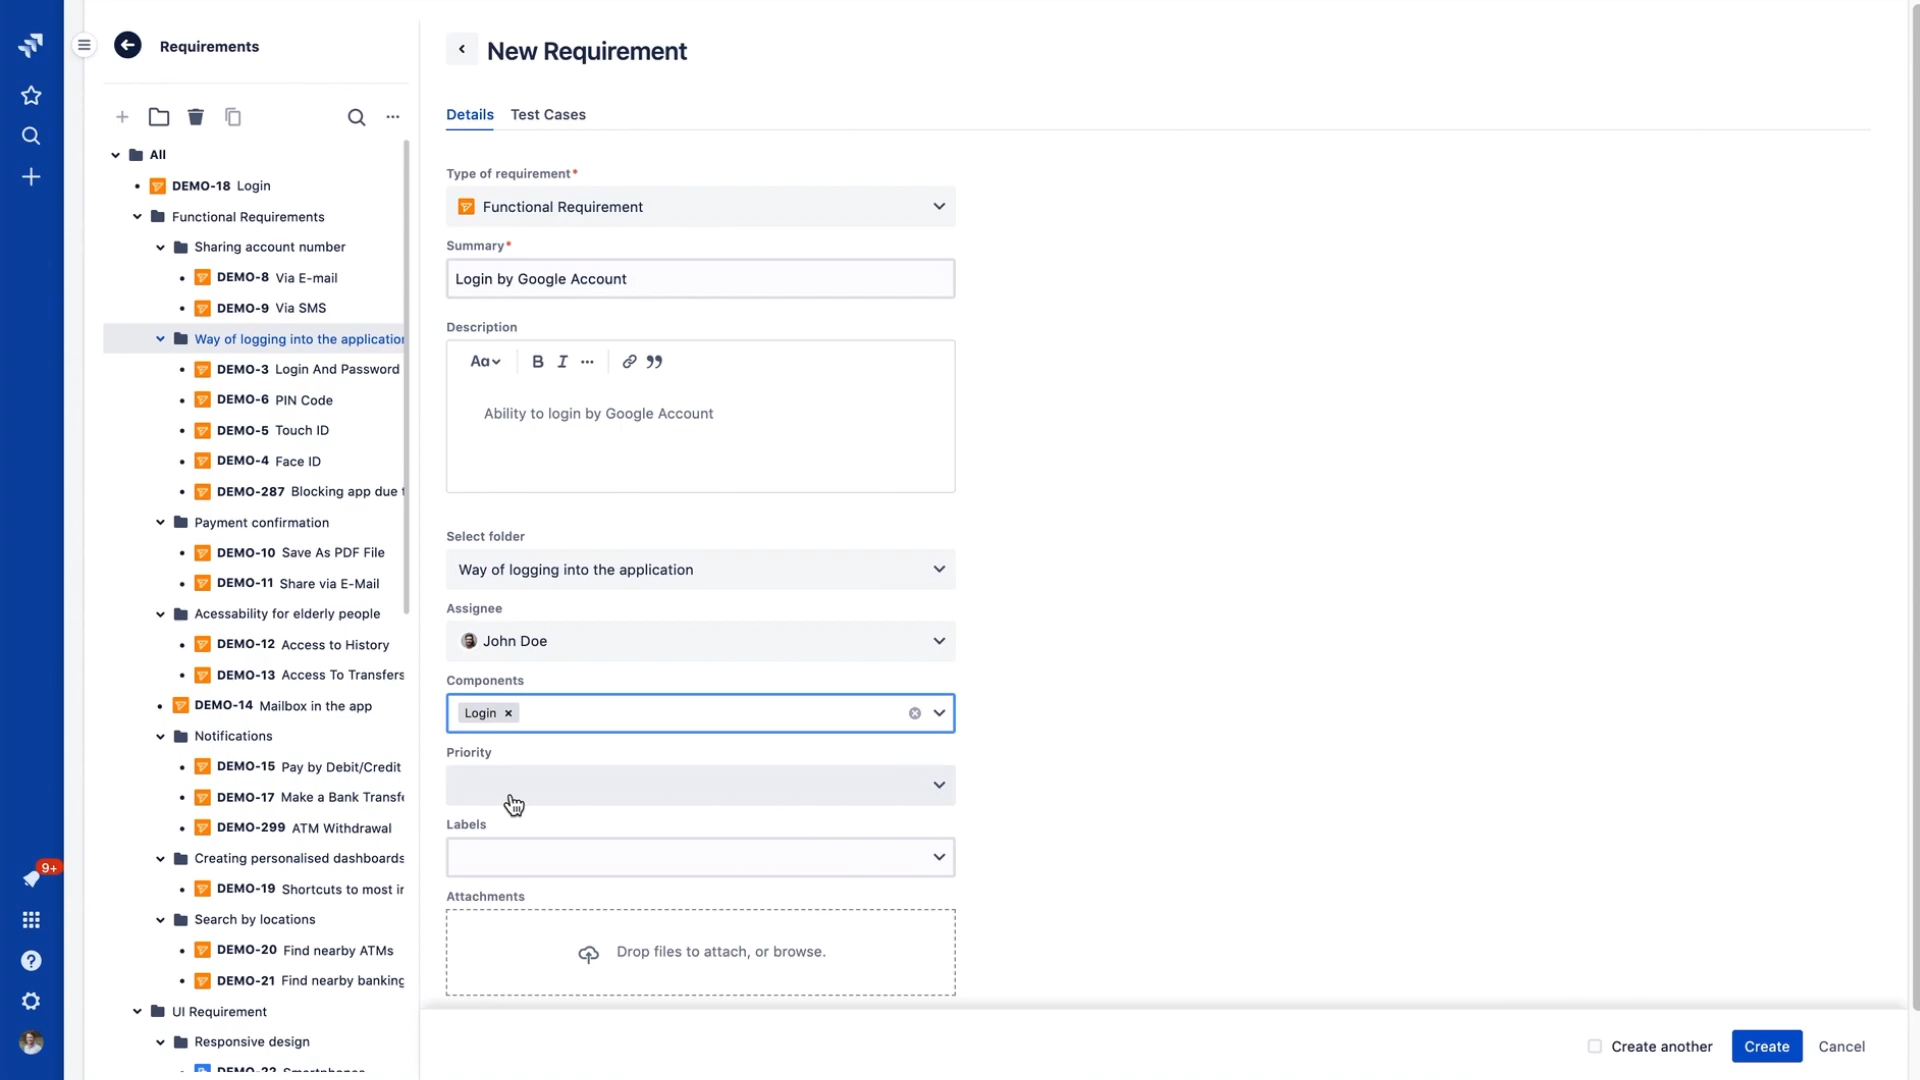 Requirements
All
DEMO-18 Login
Functional Requirements
Sharing account number
DEMO-8 Via E-mail
DEMO-9 Via SMS
Way of logging into the application
DEMO-3 Login And Password
DEMO-6 PIN Code
DEMO-5 Touch ID
DEMO-4 Face ID
DEMO-287 Blocking app due t
Payment confirmation
DEMO-10 Save As PDF File
DEMO-11 Share via E-Mail
Acessability for elderly people
DEMO-12 Access to History
DEMO-13 Access To Transfers
DEMO-14 Mailbox in the app
Notifications
DEMO-15 Pay by Debit/Credit
DEMO-17 Make a Bank Transfe
DEMO-299 ATM Withdrawal
Creating personalised dashboards
DEMO-19 Shortcuts to most in
Search by locations
DEMO-20 Find nearby ATMs
DEMO-21 Find nearby banking
UI Requirement
Responsive design
DEMO-22 Smartphones
9+
New Requirement
Details Test Cases
Type of requirement*
Functional Requirement
Summary*
Login by Google Account
Description
Aa B I ...
Ability to login by Google Account
Select folder
Way of logging into the application
Assignee
John Doe
Components
Login ×
Priority
Labels
Attachments
Drop files to attach, or browse.
Create another Create Cancel